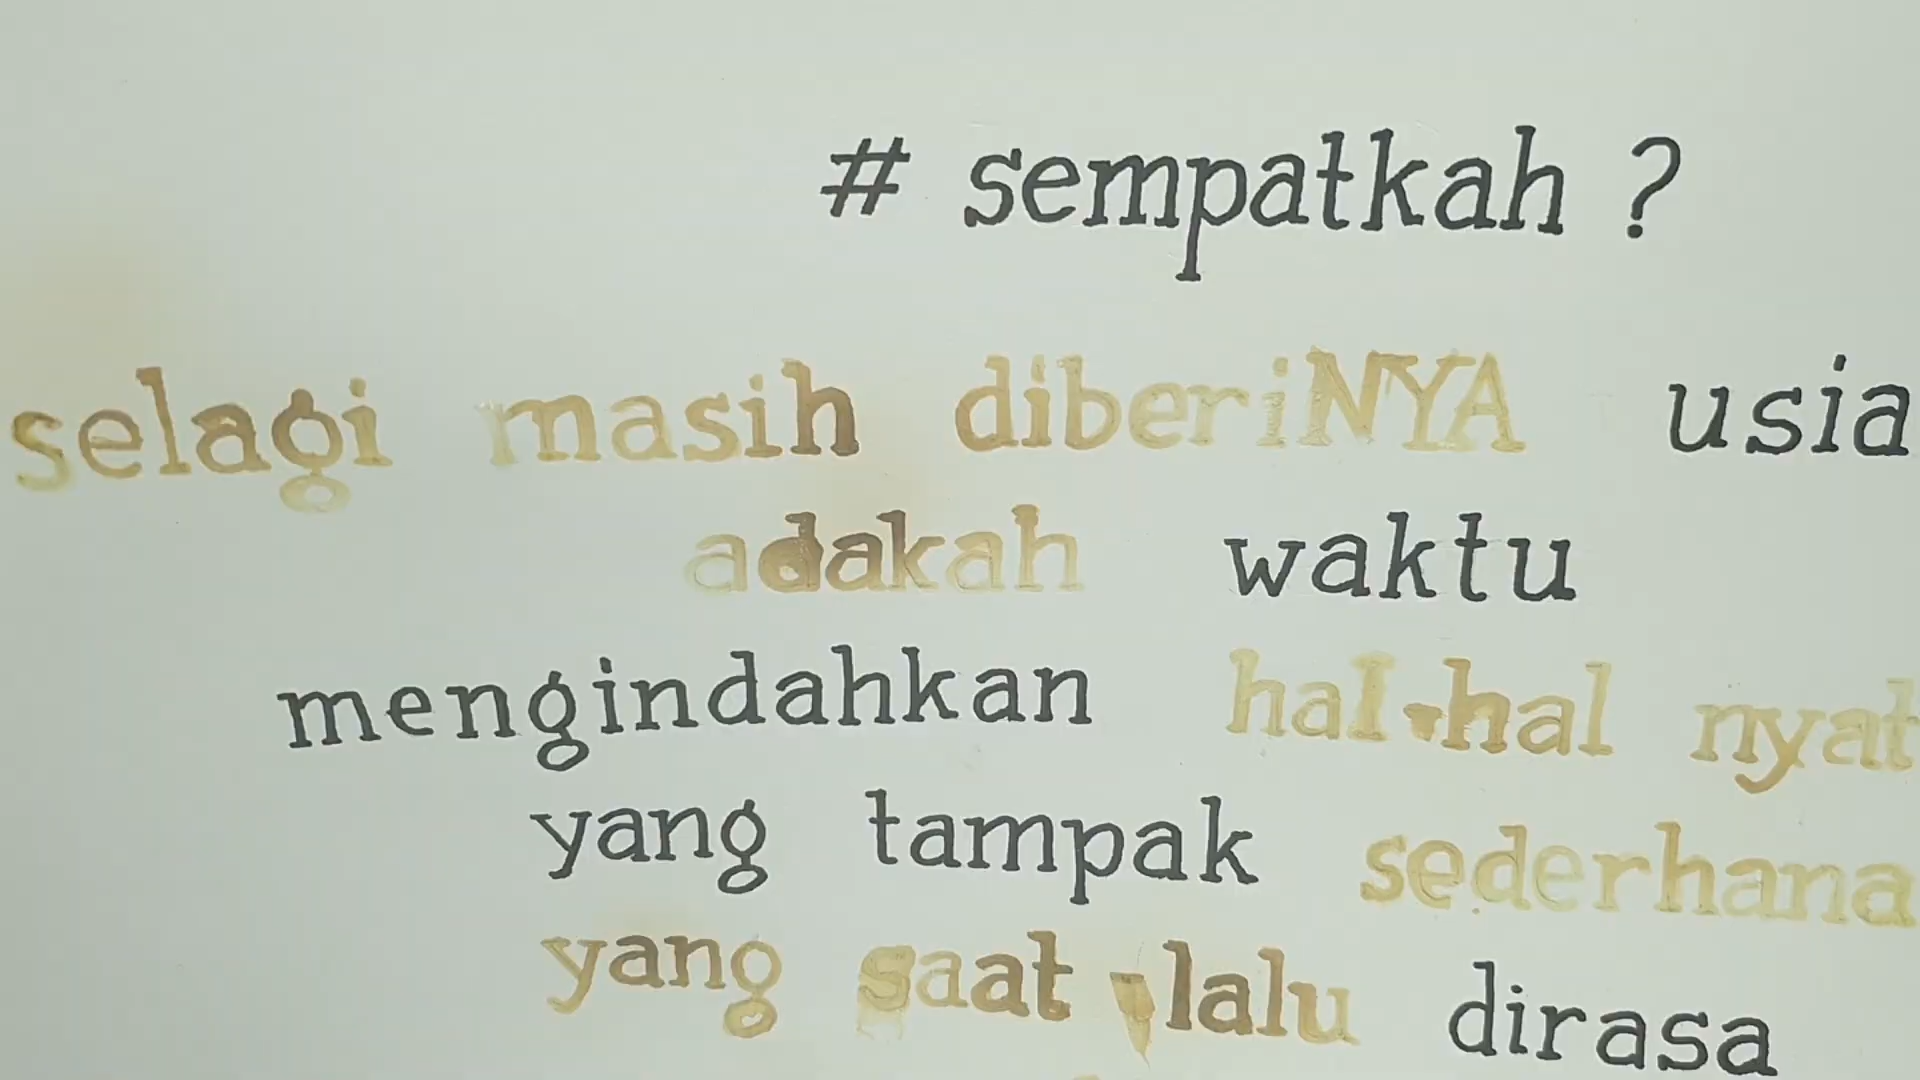 # sempatkah ?
selagi masih diberiNYA usia
adakah waktu
mengindahkan hal-hal nyat
yang tampak sederhana
yang saat lalu dirasa